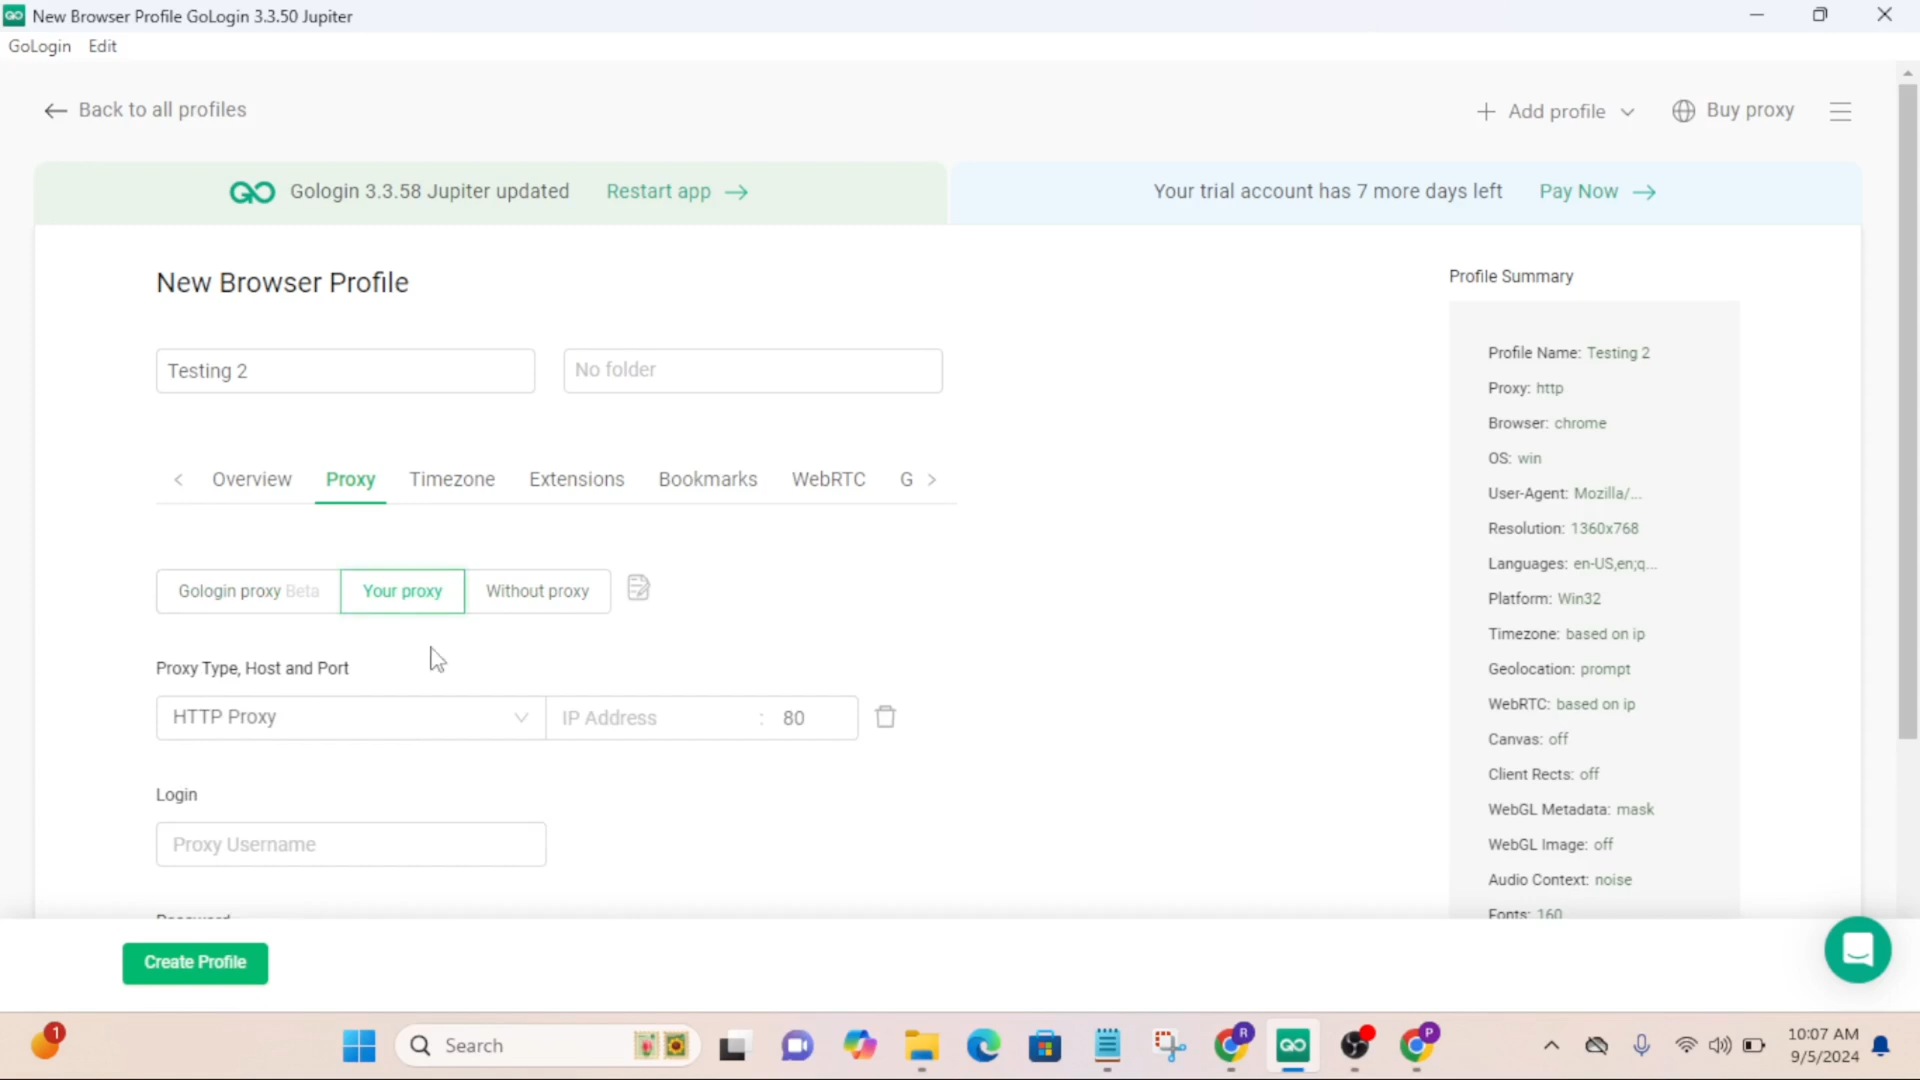 New Browser Profile GoLogin 3.3.50 Jupiter
GoLogin Edit
Back to all profiles
Add profile
Buy proxy
Gologin 3.3.58 Jupiter updated Restart app
Your trial account has 7 more days left Pay Now
New Browser Profile
Testing 2
No folder
Overview Proxy Timezone Extensions Bookmarks WebRTC G
Gologin proxy Beta Your proxy Without proxy
Proxy Type, Host and Port
HTTP Proxy IP Address : 80
Login
Proxy Username
Create Profile
Profile Summary
Profile Name: Testing 2
Proxy: http
Browser: chrome
OS: win
User-Agent: Mozilla/...
Resolution: 1360x768
Languages: en-US,en;q...
Platform: Win32
Timezone: based on ip
Geolocation: prompt
WebRTC: based on ip
Canvas: off
Client Rects: off
WebGL Metadata: mask
WebGL Image: off
Audio Context: noise
Fonts: 160
1
Search
R
P
10:07 AM
9/5/2024